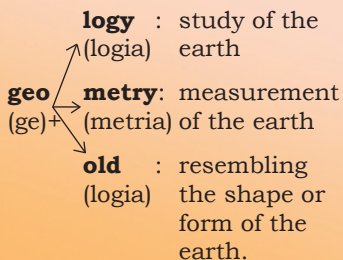 logy : study of the
(logia) earth
geo metry: measurement
(ge)+ (metria) of the earth
old : resembling
(logia) the shape or
form of the
earth.